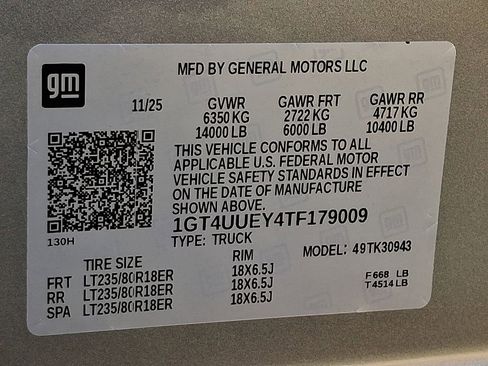 gm
MFD BY GENERAL MOTORS LLC
11/25 GVWR GAWR FRT GAWR RR
6350 KG 2722 KG 4717 KG
14000 LB 6000 LB 10400 LB
THIS VEHICLE CONFORMS TO ALL
APPLICABLE U.S. FEDERAL MOTOR
VEHICLE SAFETY STANDARDS IN EFFECT
ON THE DATE OF MANUFACTURE
SHOWN ABOVE.
1GT4UUEY4TF179009
130H
TYPE: TRUCK MODEL: 49TK30943
TIRE SIZE RIM
FRT LT235/80R18ER 18X6.5J F668 LB
RR LT235/80R18ER 18X6.5J T4514LB
SPA LT235/80R18ER 18X6.5J